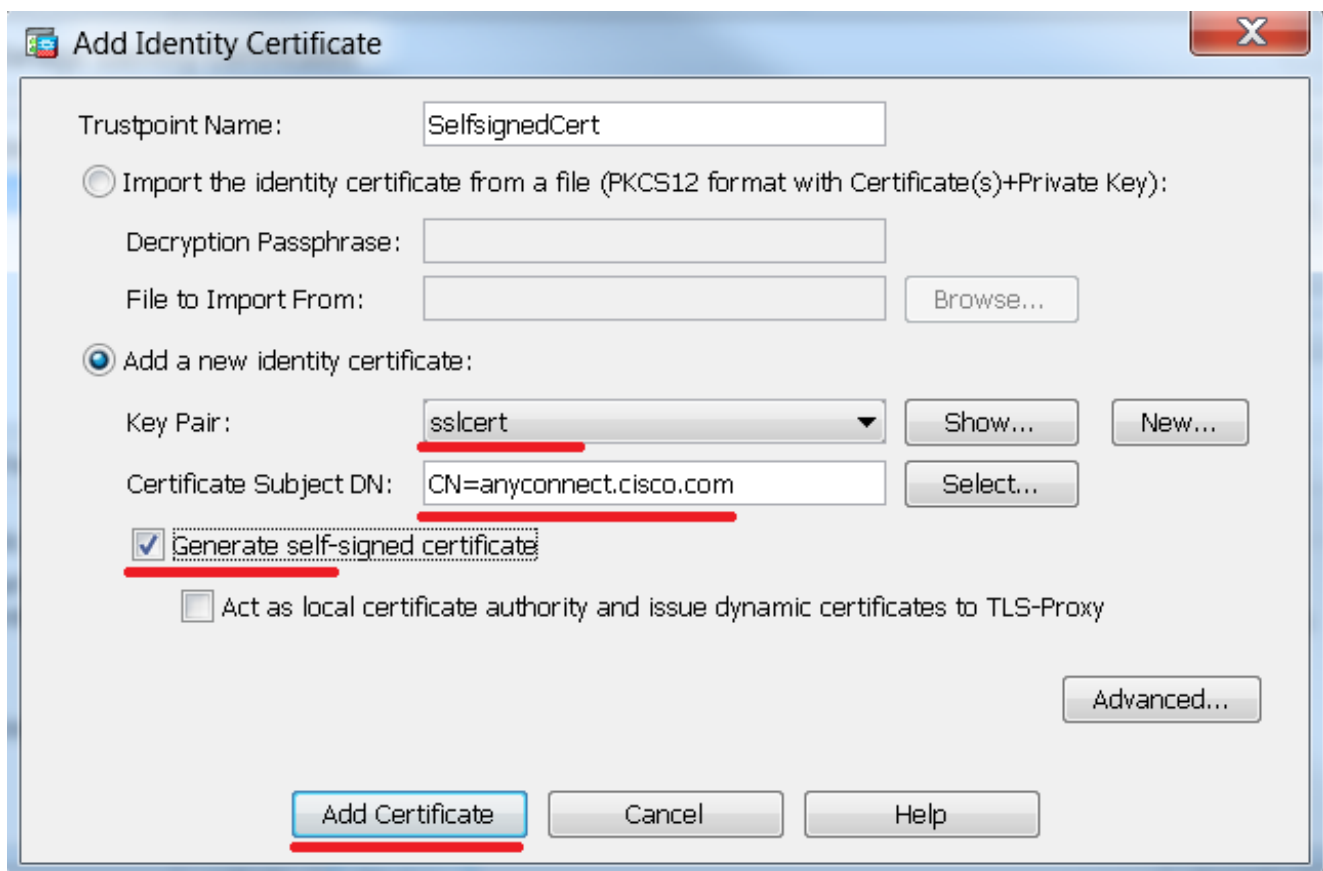 Add Identity Certificate
Trustpoint Name: SelfsignedCert
Import the identity certificate from a file (PKCS12 format with Certificate(s)+Private Key):
Decryption Passphrase:
File to Import From: Browse...
Add a new identity certificate:
Key Pair: sslcert Show... New...
Certificate Subject DN: CN=anyconnect.cisco.com Select...
Generate self-signed certificate
Act as local certificate authority and issue dynamic certificates to TLS-Proxy
Advanced...
Add Certificate Cancel Help